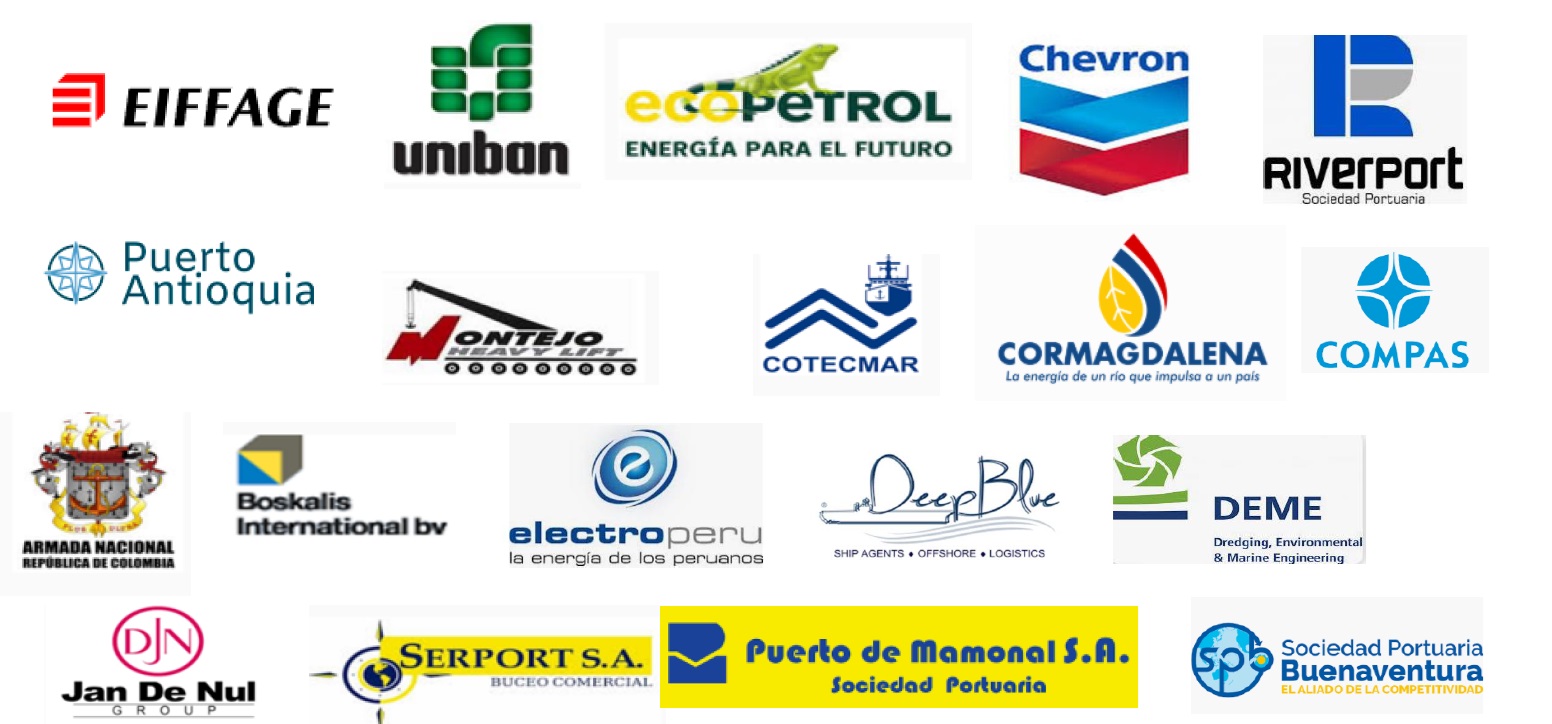 EIFFAGE
uniban
ecoPETROL
ENERGÍA PARA EL FUTURO
Chevron
RIVERPORT
Sociedad Portuaria
Puerto
Antioquia
MONTEJO
HEAVY LIFT
COTECMAR
CORMAGDALENA
La energía de un río que impulsa a un país
COMPAS
ARMADA NACIONAL
REPÚBLICA DE COLOMBIA
Boskalis
International bv
e
electroperu
la energía de los peruanos
DeepBlue
SHIP AGENTS ♦ OFFSHORE ♦ LOGISTICS
DEME
Dredging, Environmental
& Marine Engineering
DJN
Jan De Nul
GROUP
SERPORT S.A.
BUCEO COMERCIAL
Puerto de Mamonal S.A.
Sociedad Portuaria
spb
Sociedad Portuaria
Buenaventura
EL ALIADO DE LA COMPETITIVIDAD